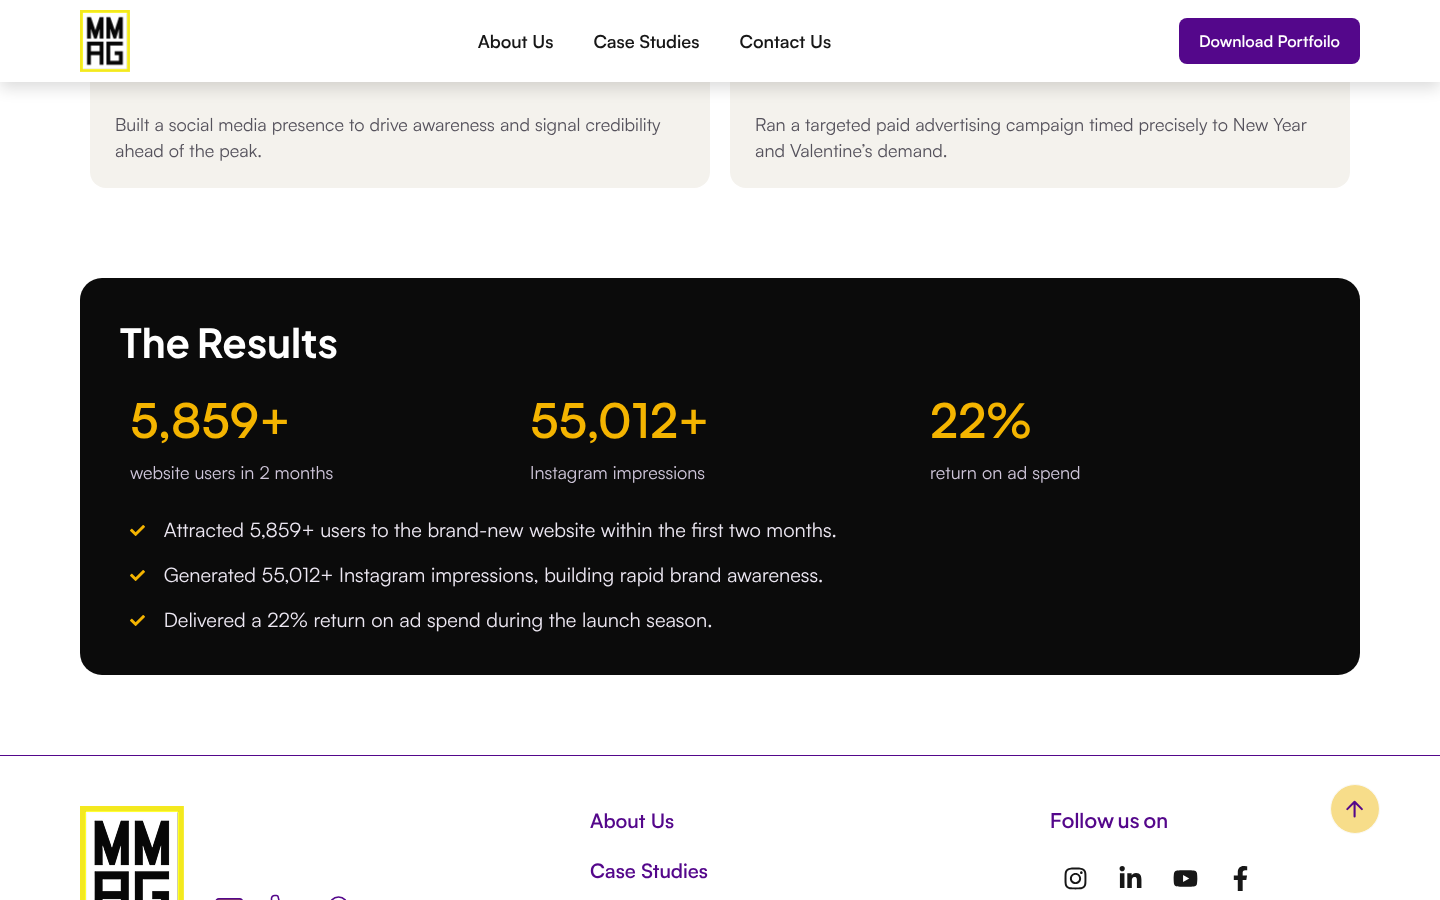 MM
AG
About Us
Case Studies
Contact Us
Download Portfoilo
Built a social media presence to drive awareness and signal credibility
ahead of the peak.
Ran a targeted paid advertising campaign timed precisely to New Year
and Valentine’s demand.
The Results
5,859+
website users in 2 months
55,012+
Instagram impressions
22%
return on ad spend
Attracted 5,859+ users to the brand-new website within the first two months.
Generated 55,012+ Instagram impressions, building rapid brand awareness.
Delivered a 22% return on ad spend during the launch season.
MM
AG
About Us
Case Studies
Follow us on